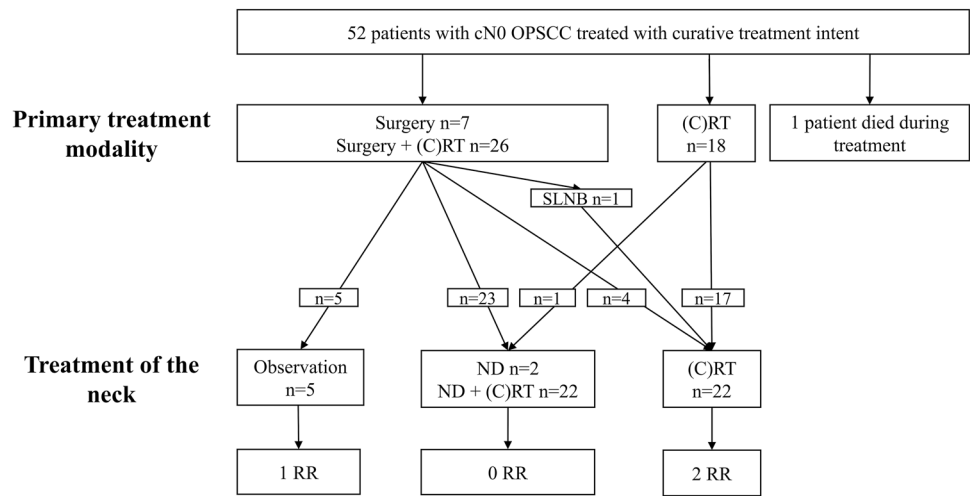 52 patients with cN0 OPSCC treated with curative treatment intent
Primary treatment
modality
Surgery n=7
Surgery + (C)RT n=26
(C)RT
n=18
1 patient died during
treatment
SLNB n=1
n=5
n=23
n=1
n=4
n=17
Treatment of the
neck
Observation
n=5
ND n=2
ND + (C)RT n=22
(C)RT
n=22
1 RR
0 RR
2 RR